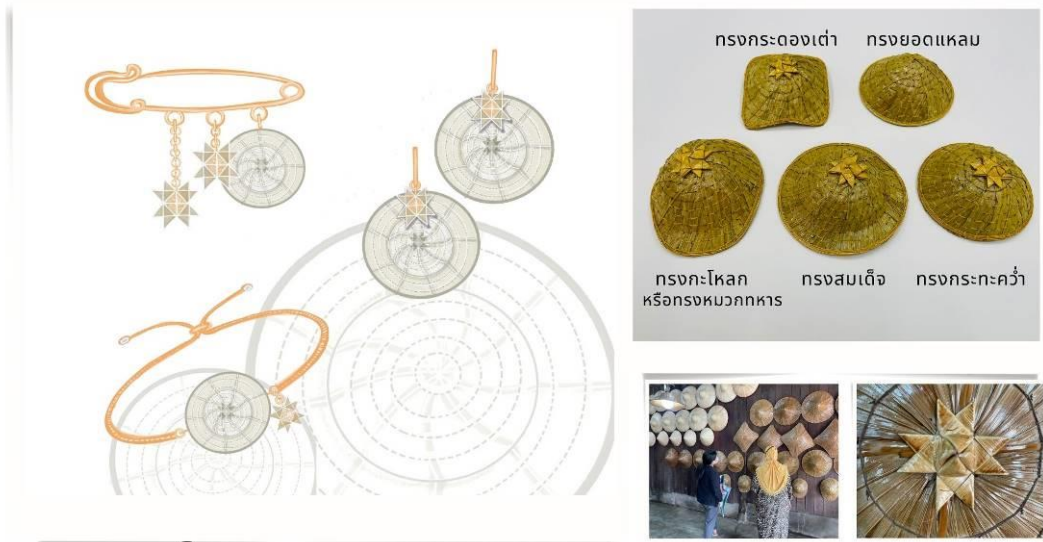 ทรงกระดองเต่า
ทรงยอดแหลม
ทรงกะโหลก
หรือทรงหมวกทหาร
ทรงสมเด็จ
ทรงกระทะคว่ำ